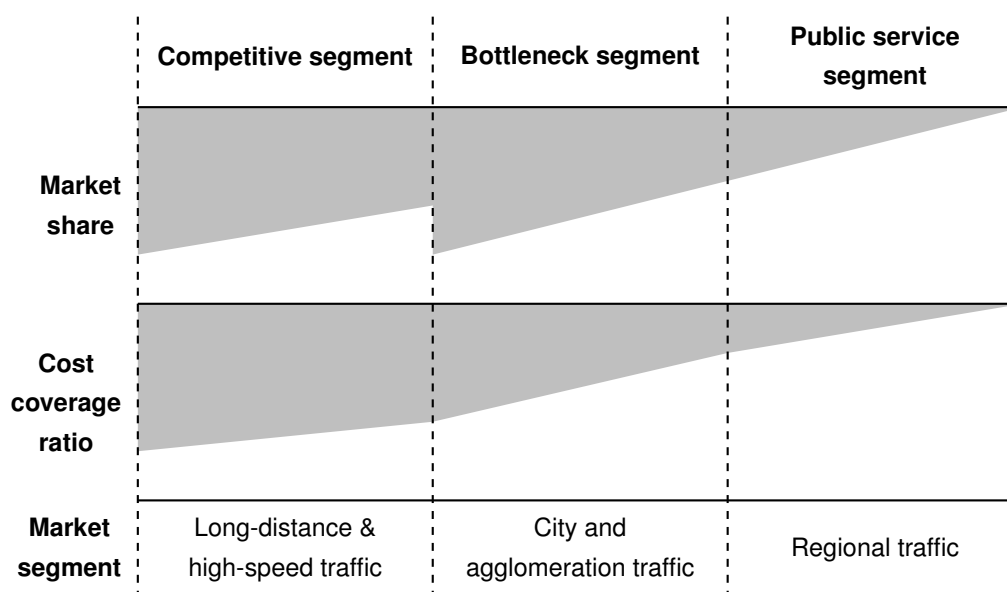 Competitive segment
Bottleneck segment
Public service
segment
Market
share
Cost
coverage
ratio
Market
segment
Long-distance &
high-speed traffic
City and
agglomeration traffic
Regional traffic